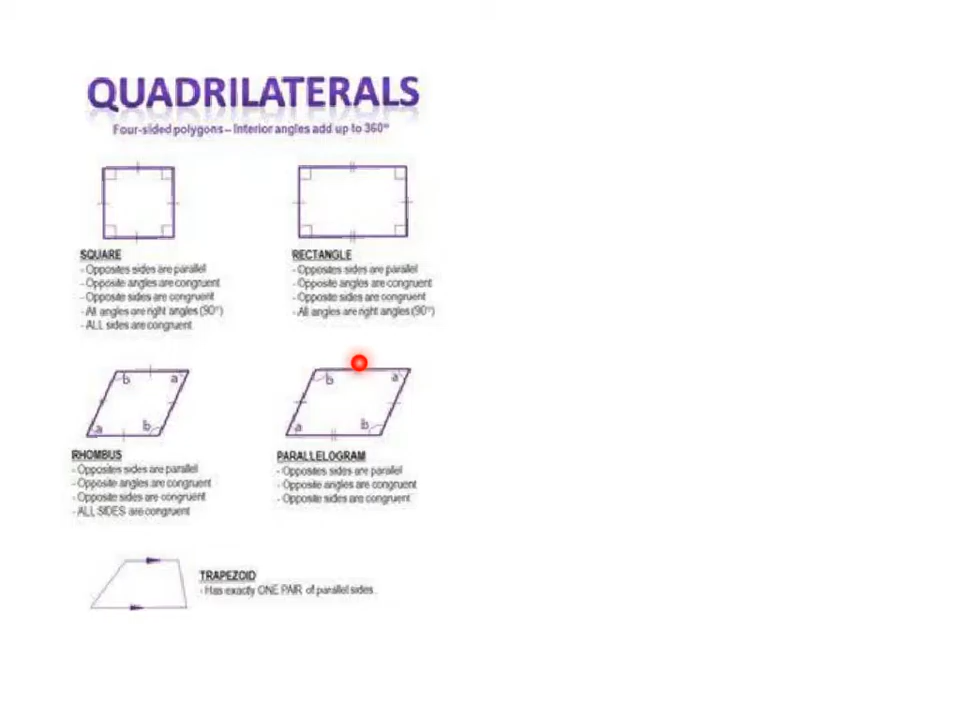 QUADRILATERALS
Four-sided polygons – Interior angles add up to 360°
SQUARE
- Opposites sides are parallel
- Opposite angles are congruent
- Opposite sides are congruent
- All angles are right angles (90°)
- ALL sides are congruent
RECTANGLE
- Opposites sides are parallel
- Opposite angles are congruent
- Opposite sides are congruent
- All angles are right angles (90°)
b a
a b
RHOMBUS
- Opposites sides are parallel
- Opposite angles are congruent
- Opposite sides are congruent
- ALL SIDES are congruent
b a
a b
PARALLELOGRAM
- Opposites sides are parallel
- Opposite angles are congruent
- Opposite sides are congruent
TRAPEZOID
- Has exactly ONE PAIR of parallel sides.